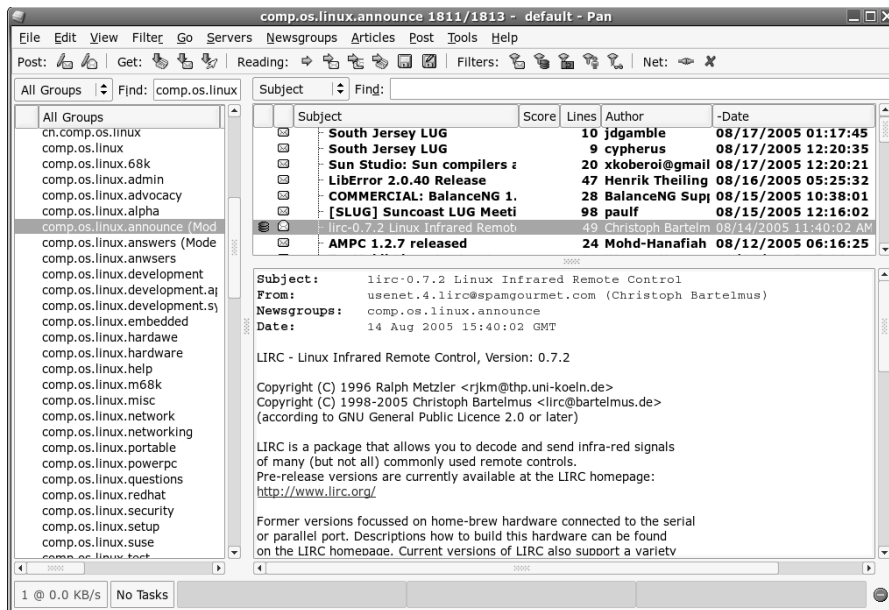 comp.os.linux.announce 1811/1813 - default - Pan
File Edit View Filter Go Servers Newsgroups Articles Post Tools Help
Post: Get: Reading: Filters: Net:
All Groups Find: comp.os.linux Subject Find:
All Groups
cn.comp.os.linux
comp.os.linux
comp.os.linux.68k
comp.os.linux.admin
comp.os.linux.advocacy
comp.os.linux.alpha
comp.os.linux.announce (Mod
comp.os.linux.answers (Mode
comp.os.linux.anwsers
comp.os.linux.development
comp.os.linux.development.ap
comp.os.linux.development.sy
comp.os.linux.embedded
comp.os.linux.hardawe
comp.os.linux.hardware
comp.os.linux.help
comp.os.linux.m68k
comp.os.linux.misc
comp.os.linux.network
comp.os.linux.networking
comp.os.linux.portable
comp.os.linux.powerpc
comp.os.linux.questions
comp.os.linux.redhat
comp.os.linux.security
comp.os.linux.setup
comp.os.linux.suse
comp.os.linux.test
Subject Score Lines Author -Date
South Jersey LUG 10 jdgamble 08/17/2005 01:17:45
South Jersey LUG 9 cypherus 08/17/2005 12:20:35
Sun Studio: Sun compilers a 20 xkoberoi@gmail 08/17/2005 12:20:21
LibError 2.0.40 Release 47 Henrik Theiling 08/16/2005 05:25:32
COMMERCIAL: BalanceNG 1. 28 BalanceNG Supp 08/15/2005 10:38:01
[SLUG] Suncoast LUG Meeti 98 paulf 08/15/2005 12:16:02
lirc-0.7.2 Linux Infrared Remot 49 Christoph Bartelm 08/14/2005 11:40:02 AM
AMPC 1.2.7 released 24 Mohd-Hanafiah 08/12/2005 06:16:25
Subject: lirc-0.7.2 Linux Infrared Remote Control
From: usenet.4.lirc@spamgourmet.com (Christoph Bartelmus)
Newsgroups: comp.os.linux.announce
Date: 14 Aug 2005 15:40:02 GMT
LIRC - Linux Infrared Remote Control, Version: 0.7.2
Copyright (C) 1996 Ralph Metzler <rjkm@thp.uni-koeln.de>
Copyright (C) 1998-2005 Christoph Bartelmus <lirc@bartelmus.de>
(according to GNU General Public Licence 2.0 or later)
LIRC is a package that allows you to decode and send infra-red signals
of many (but not all) commonly used remote controls.
Pre-release versions are currently available at the LIRC homepage:
http://www.lirc.org/
Former versions focussed on home-brew hardware connected to the serial
or parallel port. Descriptions how to build this hardware can be found
on the LIRC homepage. Current versions of LIRC also support a variety
1 @ 0.0 KB/s No Tasks